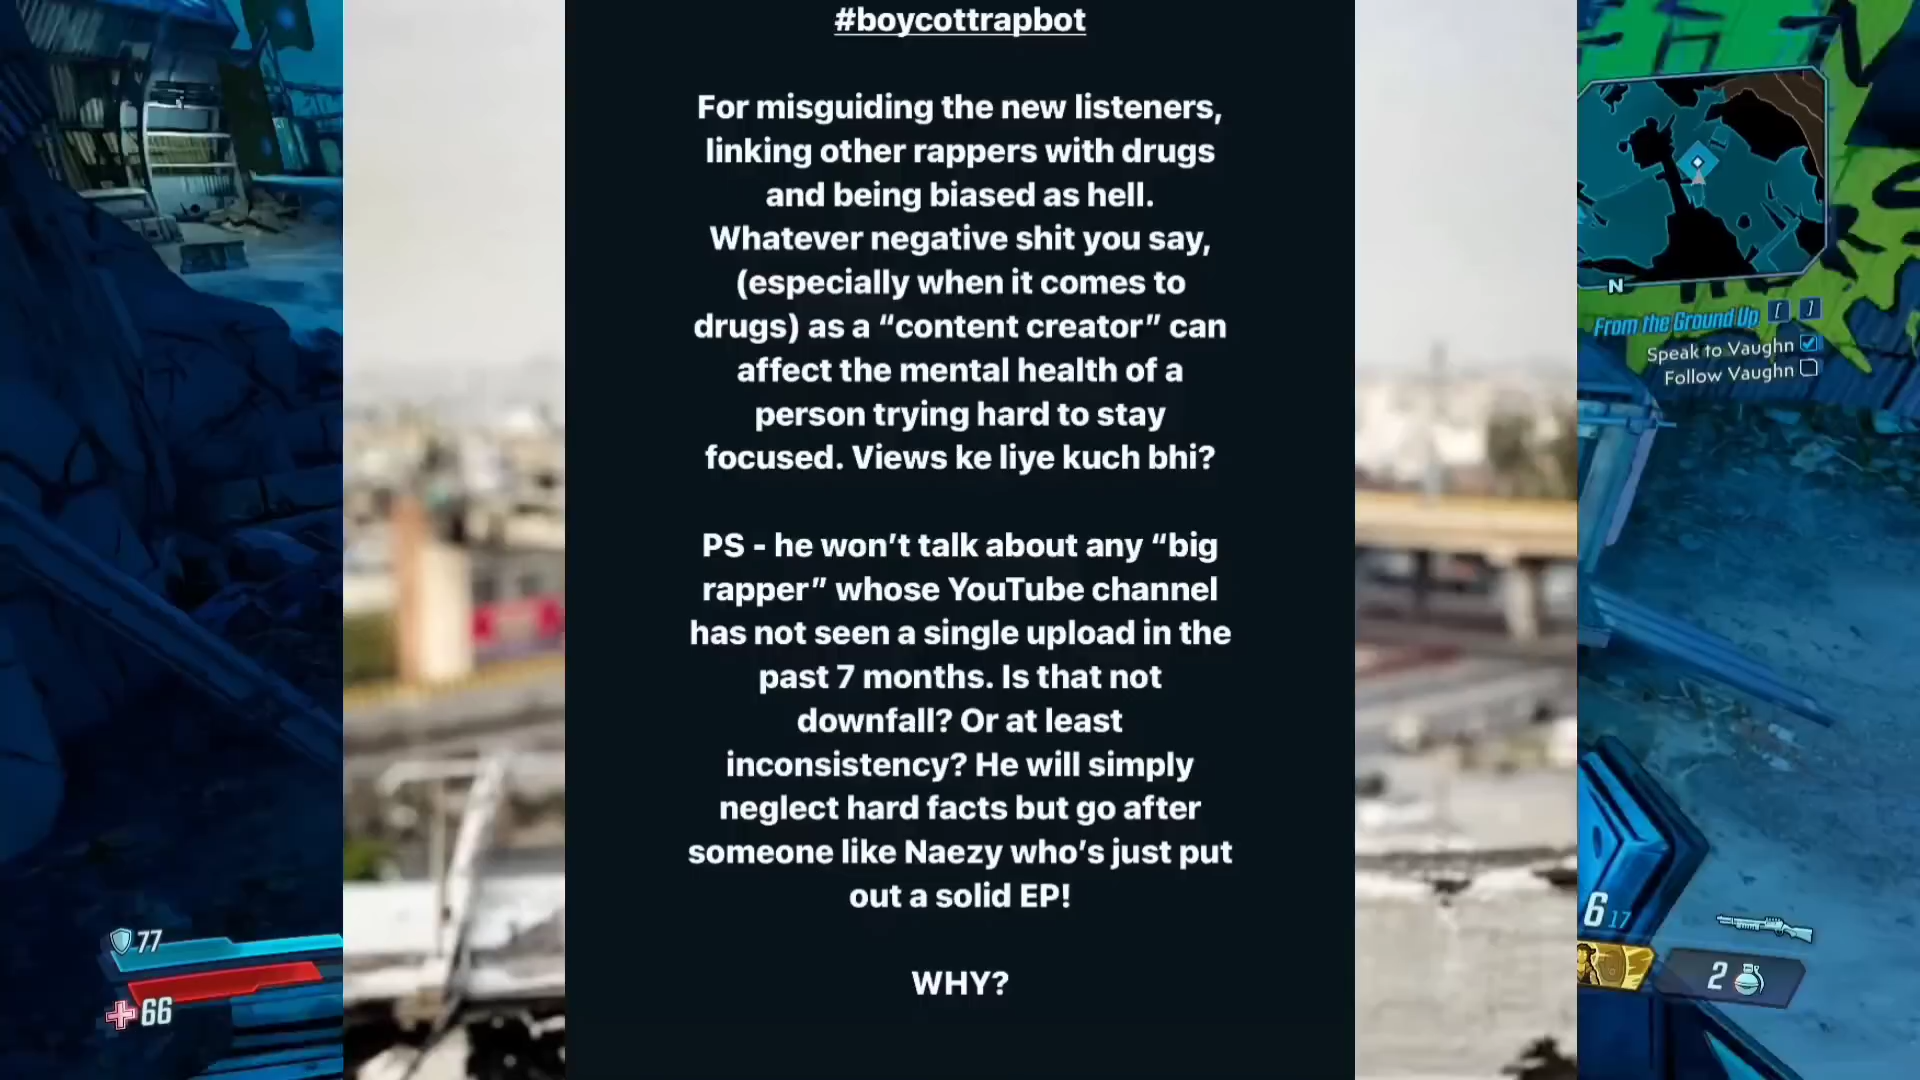 #boycottrapbot
For misguiding the new listeners,
linking other rappers with drugs
and being biased as hell.
Whatever negative shit you say,
(especially when it comes to
drugs) as a “content creator” can
affect the mental health of a
person trying hard to stay
focused. Views ke liye kuch bhi?
PS - he won’t talk about any “big
rapper” whose YouTube channel
has not seen a single upload in the
past 7 months. Is that not
downfall? Or at least
inconsistency? He will simply
neglect hard facts but go after
someone like Naezy who’s just put
out a solid EP!
WHY?
N
From the Ground Up [ ]
Speak to Vaughn
Follow Vaughn
77
66
6 17
2